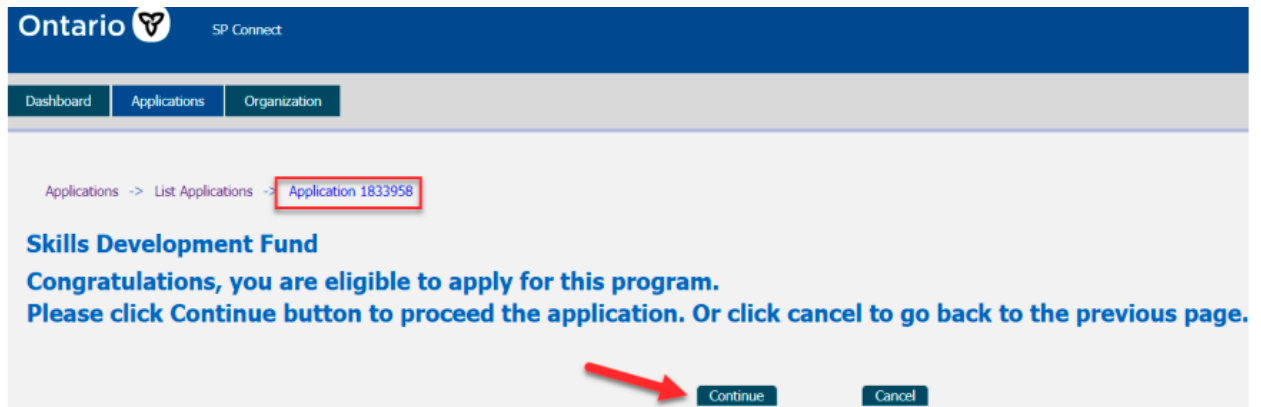 Ontario SP Connect
Dashboard Applications Organization
Applications -> List Applications -> Application 1833958
Skills Development Fund
Congratulations, you are eligible to apply for this program.
Please click Continue button to proceed the application. Or click cancel to go back to the previous page.
Continue Cancel